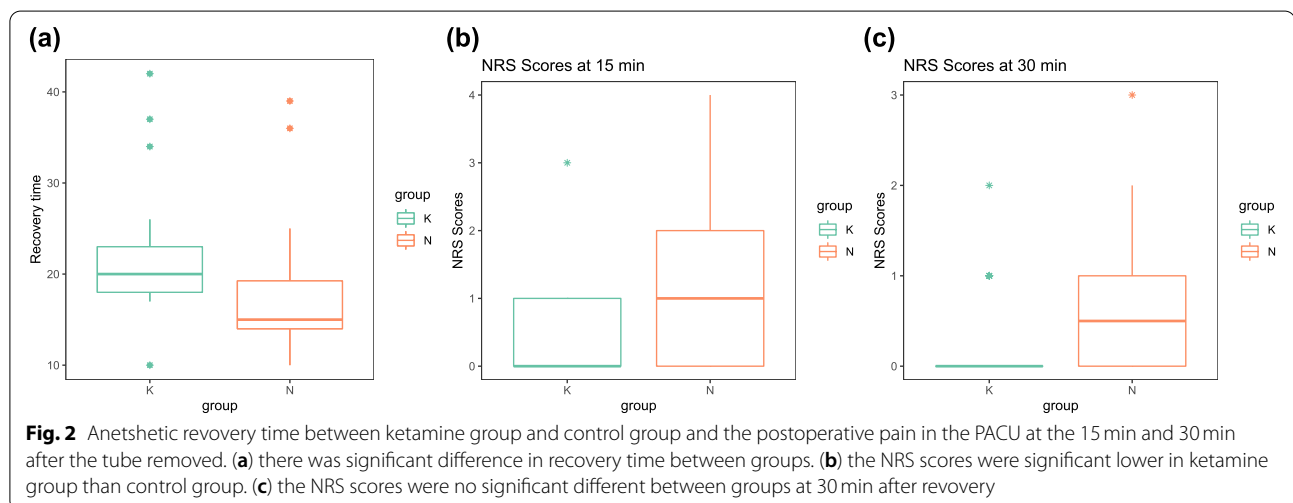 (a)
40
30
20
10
Recovery time
K
N
group
group
K
N
(b)
NRS Scores at 15 min
4
3
2
1
0
NRS Scores
K
N
group
group
K
N
(c)
NRS Scores at 30 min
3
2
1
0
NRS Scores
K
N
group
group
K
N
Fig. 2 Anetshetic revovery time between ketamine group and control group and the postoperative pain in the PACU at the 15 min and 30 min
after the tube removed. (a) there was significant difference in recovery time between groups. (b) the NRS scores were significant lower in ketamine
group than control group. (c) the NRS scores were no significant different between groups at 30 min after revovery